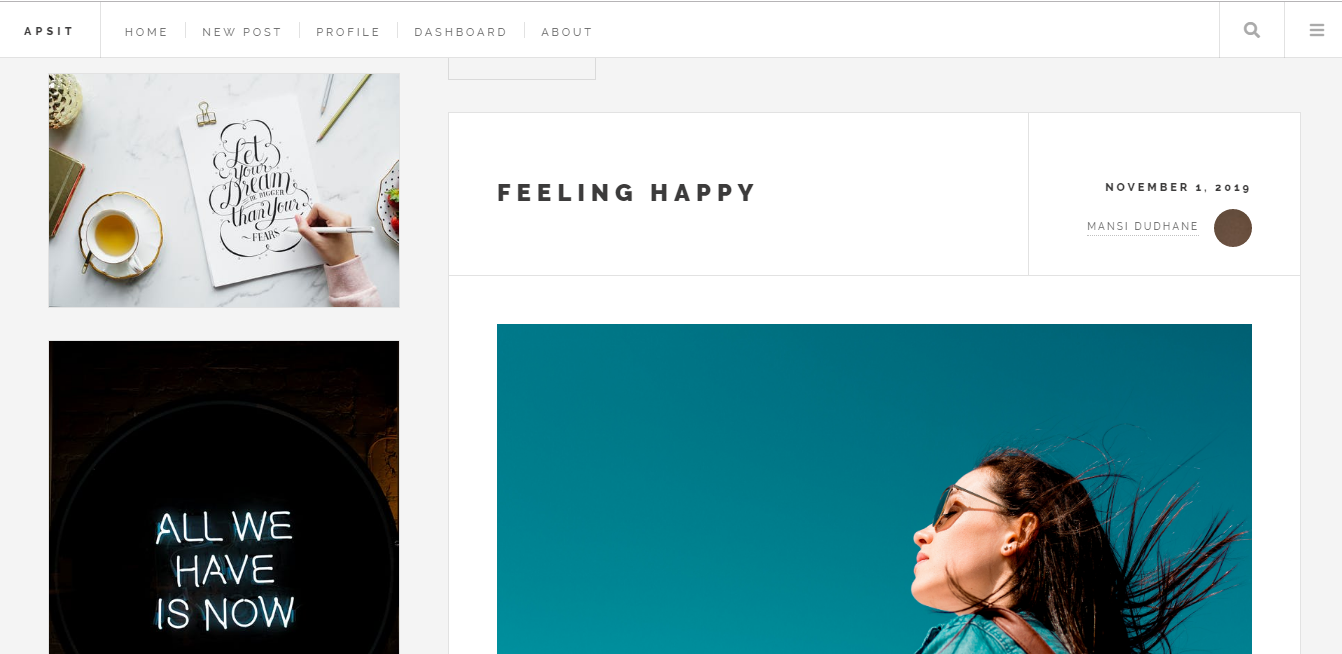 APSIT
HOME
NEW POST
PROFILE
DASHBOARD
ABOUT
Let
Your
Dream
BE BIGGER
than Your
FEARS
ALL WE
HAVE
IS NOW
FEELING HAPPY
NOVEMBER 1, 2019
MANSI DUDHANE